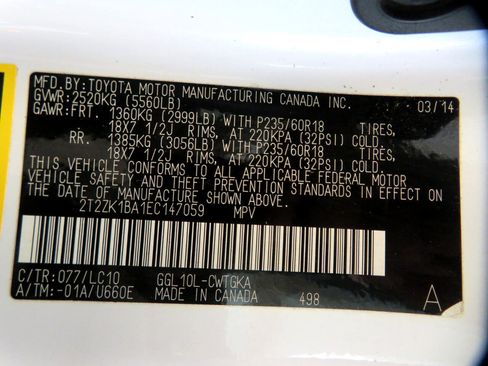 MFD.BY:TOYOTA MOTOR MANUFACTURING CANADA INC. 03/14
GVWR:2520KG (5560LB)
GAWR:FRT. 1360KG (2999LB) WITH P235/60R18 TIRES,
18X7 1/2J RIMS, AT 220KPA (32PSI) COLD.
RR. 1385KG (3056LB) WITH P235/60R18 TIRES,
18X7 1/2J RIMS, AT 220KPA (32PSI) COLD.
THIS VEHICLE CONFORMS TO ALL APPLICABLE FEDERAL MOTOR
VEHICLE SAFETY AND THEFT PREVENTION STANDARDS IN EFFECT ON
THE DATE OF MANUFACTURE SHOWN ABOVE.
2T2ZK1BA1EC147059 MPV
C/TR:077/LC10 GGL10L-CWTGKA
A/TM:-01A/U660E MADE IN CANADA 498 A